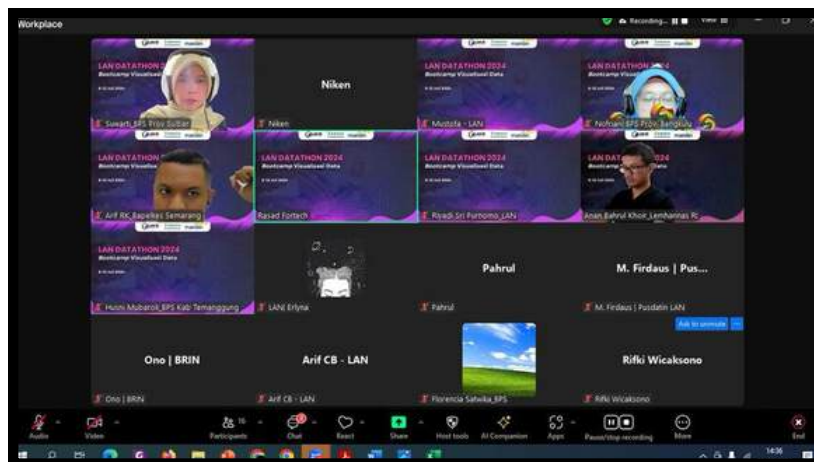 Workplace
Recording...
View
LAN DATATHON 2024
Bootcamp Visualisasi Data
Suwarti_BPS Prov Sulbar
Niken
Niken
LAN DATATHON 2024
Bootcamp Visualisasi Data
Mustofa - LAN
LAN DATATHON 2024
Nofriani BPS Prov. Bengkulu
LAN DATATHON
Bootcamp Visualisasi
Arif RK_Bapelkes Semarang
LAN DATATHON 2024
Bootcamp Visualisasi Data
Rasad Fortech
LAN DATATHON 2024
Bootcamp Visualisasi Data
Riyadi Sri Purnomo_LAN
LAN DATATHON 2024
Anan Bahrul Khoir_Lemhannas RI
LAN DATATHON 2024
Bootcamp Visualisasi Data
Husni Mubarok_BPS Kab Temanggung
LAN| Erlyna
Pahrul
Pahrul
M. Firdaus | Pus...
M. Firdaus | Pusdatin LAN
Ask to unmute
Ono | BRIN
Ono | BRIN
Arif CB - LAN
Arif CB - LAN
Florencia Satwika_BPS
Rifki Wicaksono
Rifki Wicaksono
Audio
Video
16
Participants
Chat
React
Share
Host tools
AI Companion
Apps
Pause/stop recording
More
End
14:36